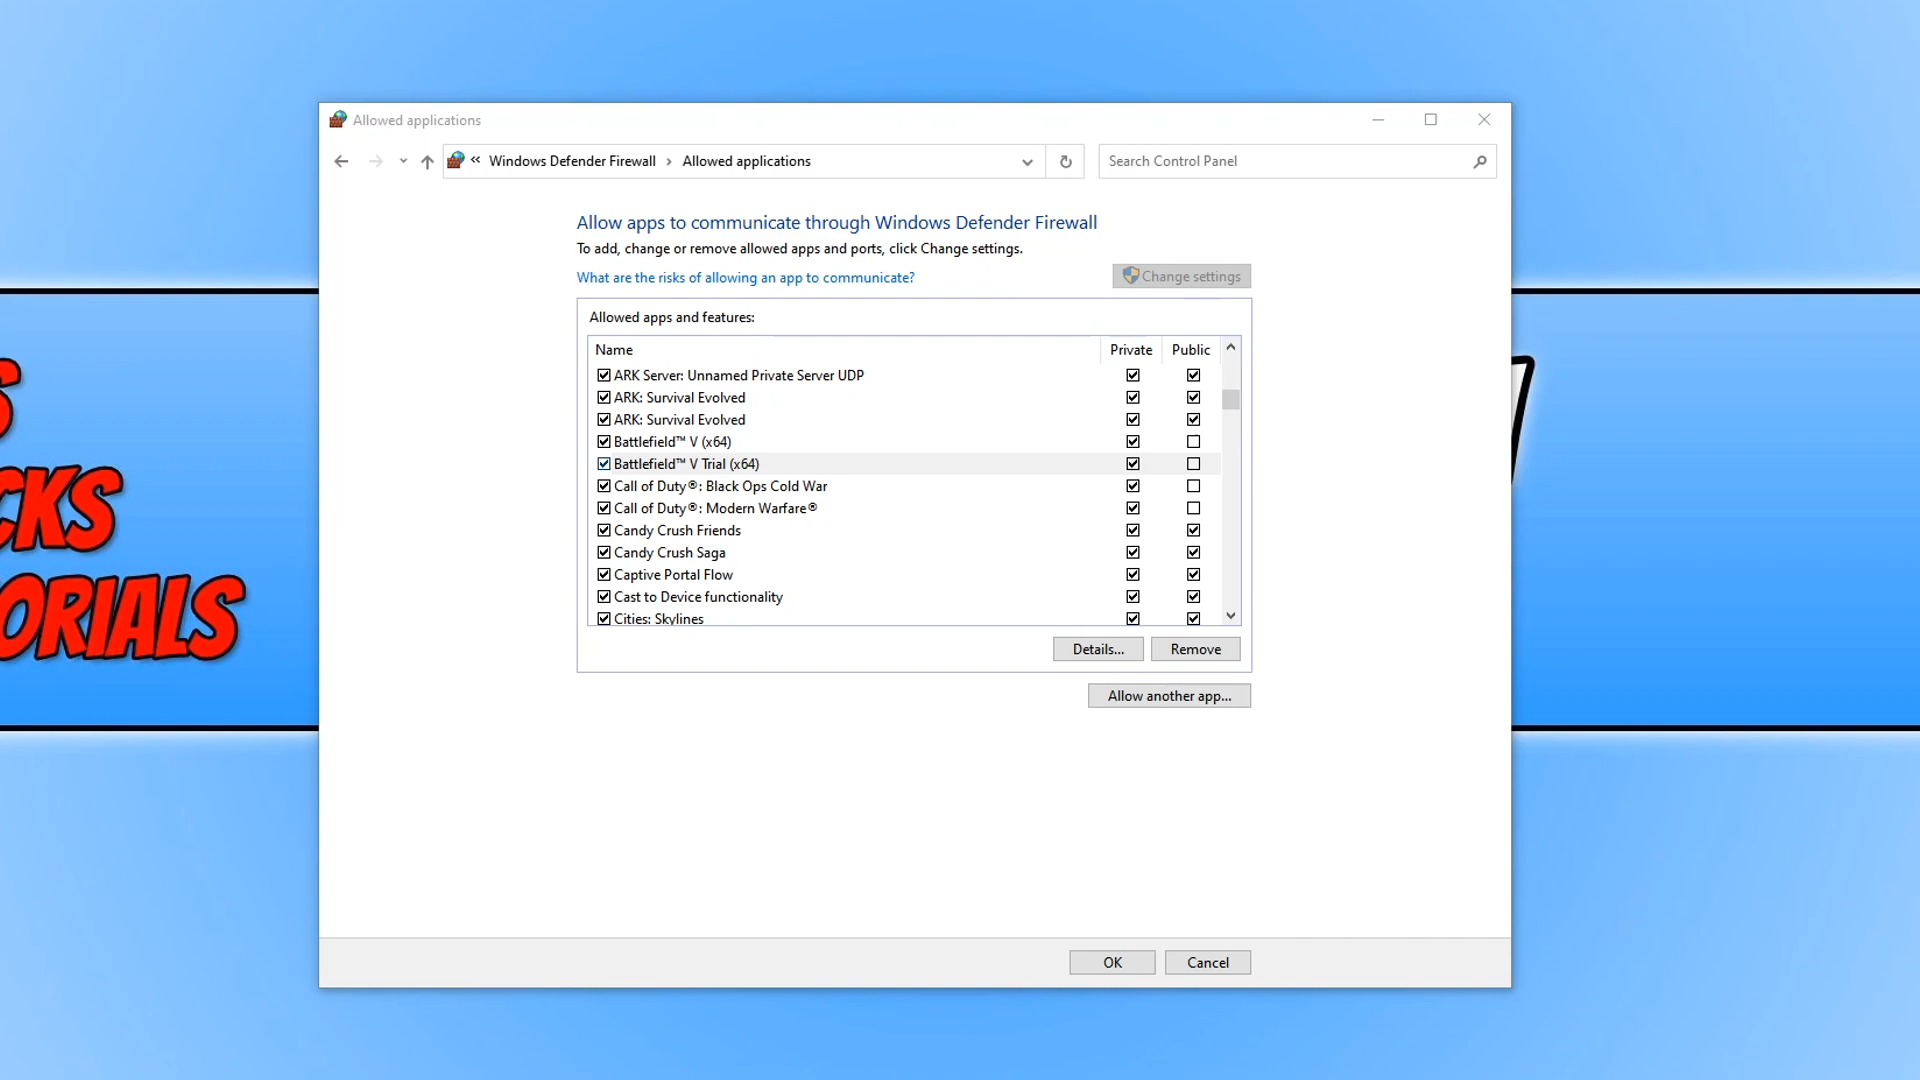 Allowed applications
« Windows Defender Firewall › Allowed applications
Search Control Panel
Allow apps to communicate through Windows Defender Firewall
To add, change or remove allowed apps and ports, click Change settings.
What are the risks of allowing an app to communicate?
Change settings
Allowed apps and features:
Name Private Public
ARK Server: Unnamed Private Server UDP
ARK: Survival Evolved
ARK: Survival Evolved
Battlefield™ V (x64)
Battlefield™ V Trial (x64)
Call of Duty®: Black Ops Cold War
Call of Duty®: Modern Warfare®
Candy Crush Friends
Candy Crush Saga
Captive Portal Flow
Cast to Device functionality
Cities: Skylines
Details... Remove
Allow another app...
OK Cancel
S
CKS
ORIALS